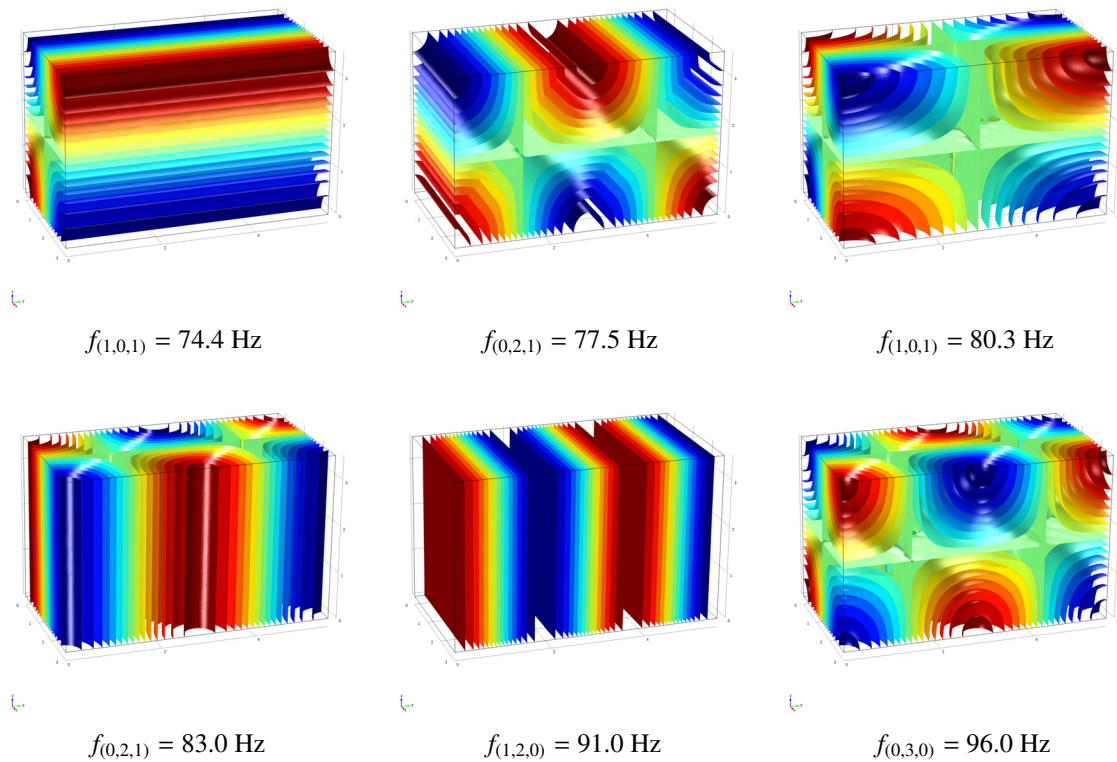 f(1,0,1) = 74.4 Hz
f(0,2,1) = 77.5 Hz
f(1,0,1) = 80.3 Hz
f(0,2,1) = 83.0 Hz
f(1,2,0) = 91.0 Hz
f(0,3,0) = 96.0 Hz